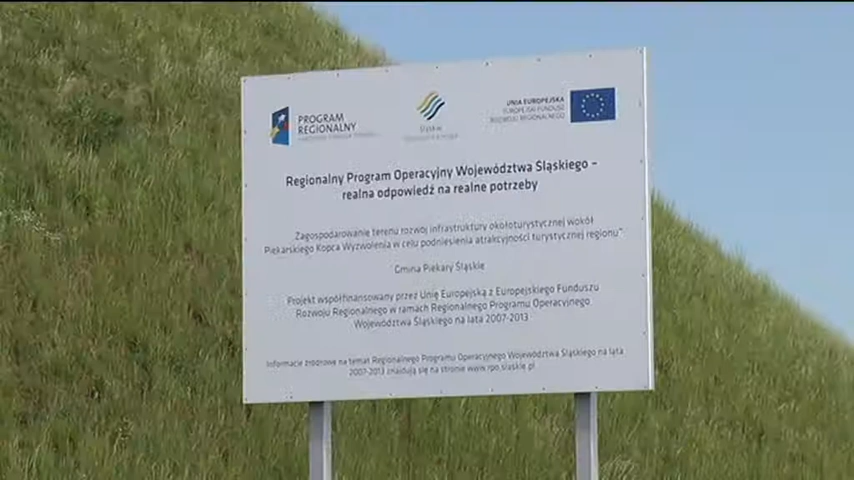 PROGRAM
REGIONALNY
Śląskie.
UNIA EUROPEJSKA
EUROPEJSKI FUNDUSZ
ROZWOJU REGIONALNEGO
Regionalny Program Operacyjny Województwa Śląskiego –
realna odpowiedź na realne potrzeby
Zagospodarowanie terenu rozwój infrastruktury okołoturystycznej wokół
Piekarskiego Kopca Wyzwolenia w celu podniesienia atrakcyjności turystycznej regionu"
Gmina Piekary Śląskie
Projekt współfinansowany przez Unię Europejską z Europejskiego Funduszu
Rozwoju Regionalnego w ramach Regionalnego Programu Operacyjnego
Województwa Śląskiego na lata 2007-2013
Informacje źródłowe na temat Regionalnego Programu Operacyjnego Województwa Śląskiego na lata
2007-2013 znajdują się na stronie www.rpo.slaskie.pl